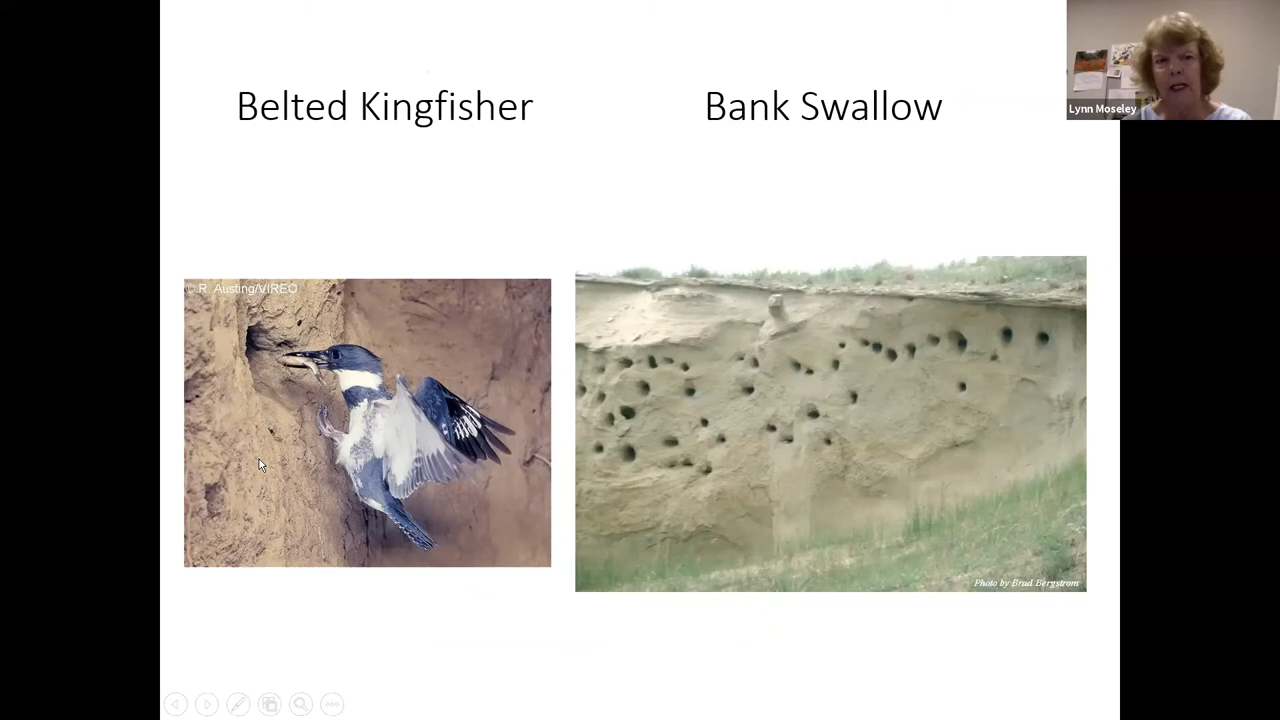 Belted Kingfisher
Bank Swallow
Lynn Moseley
© R. Austing/VIREO
Photo by Brad Bergstrom